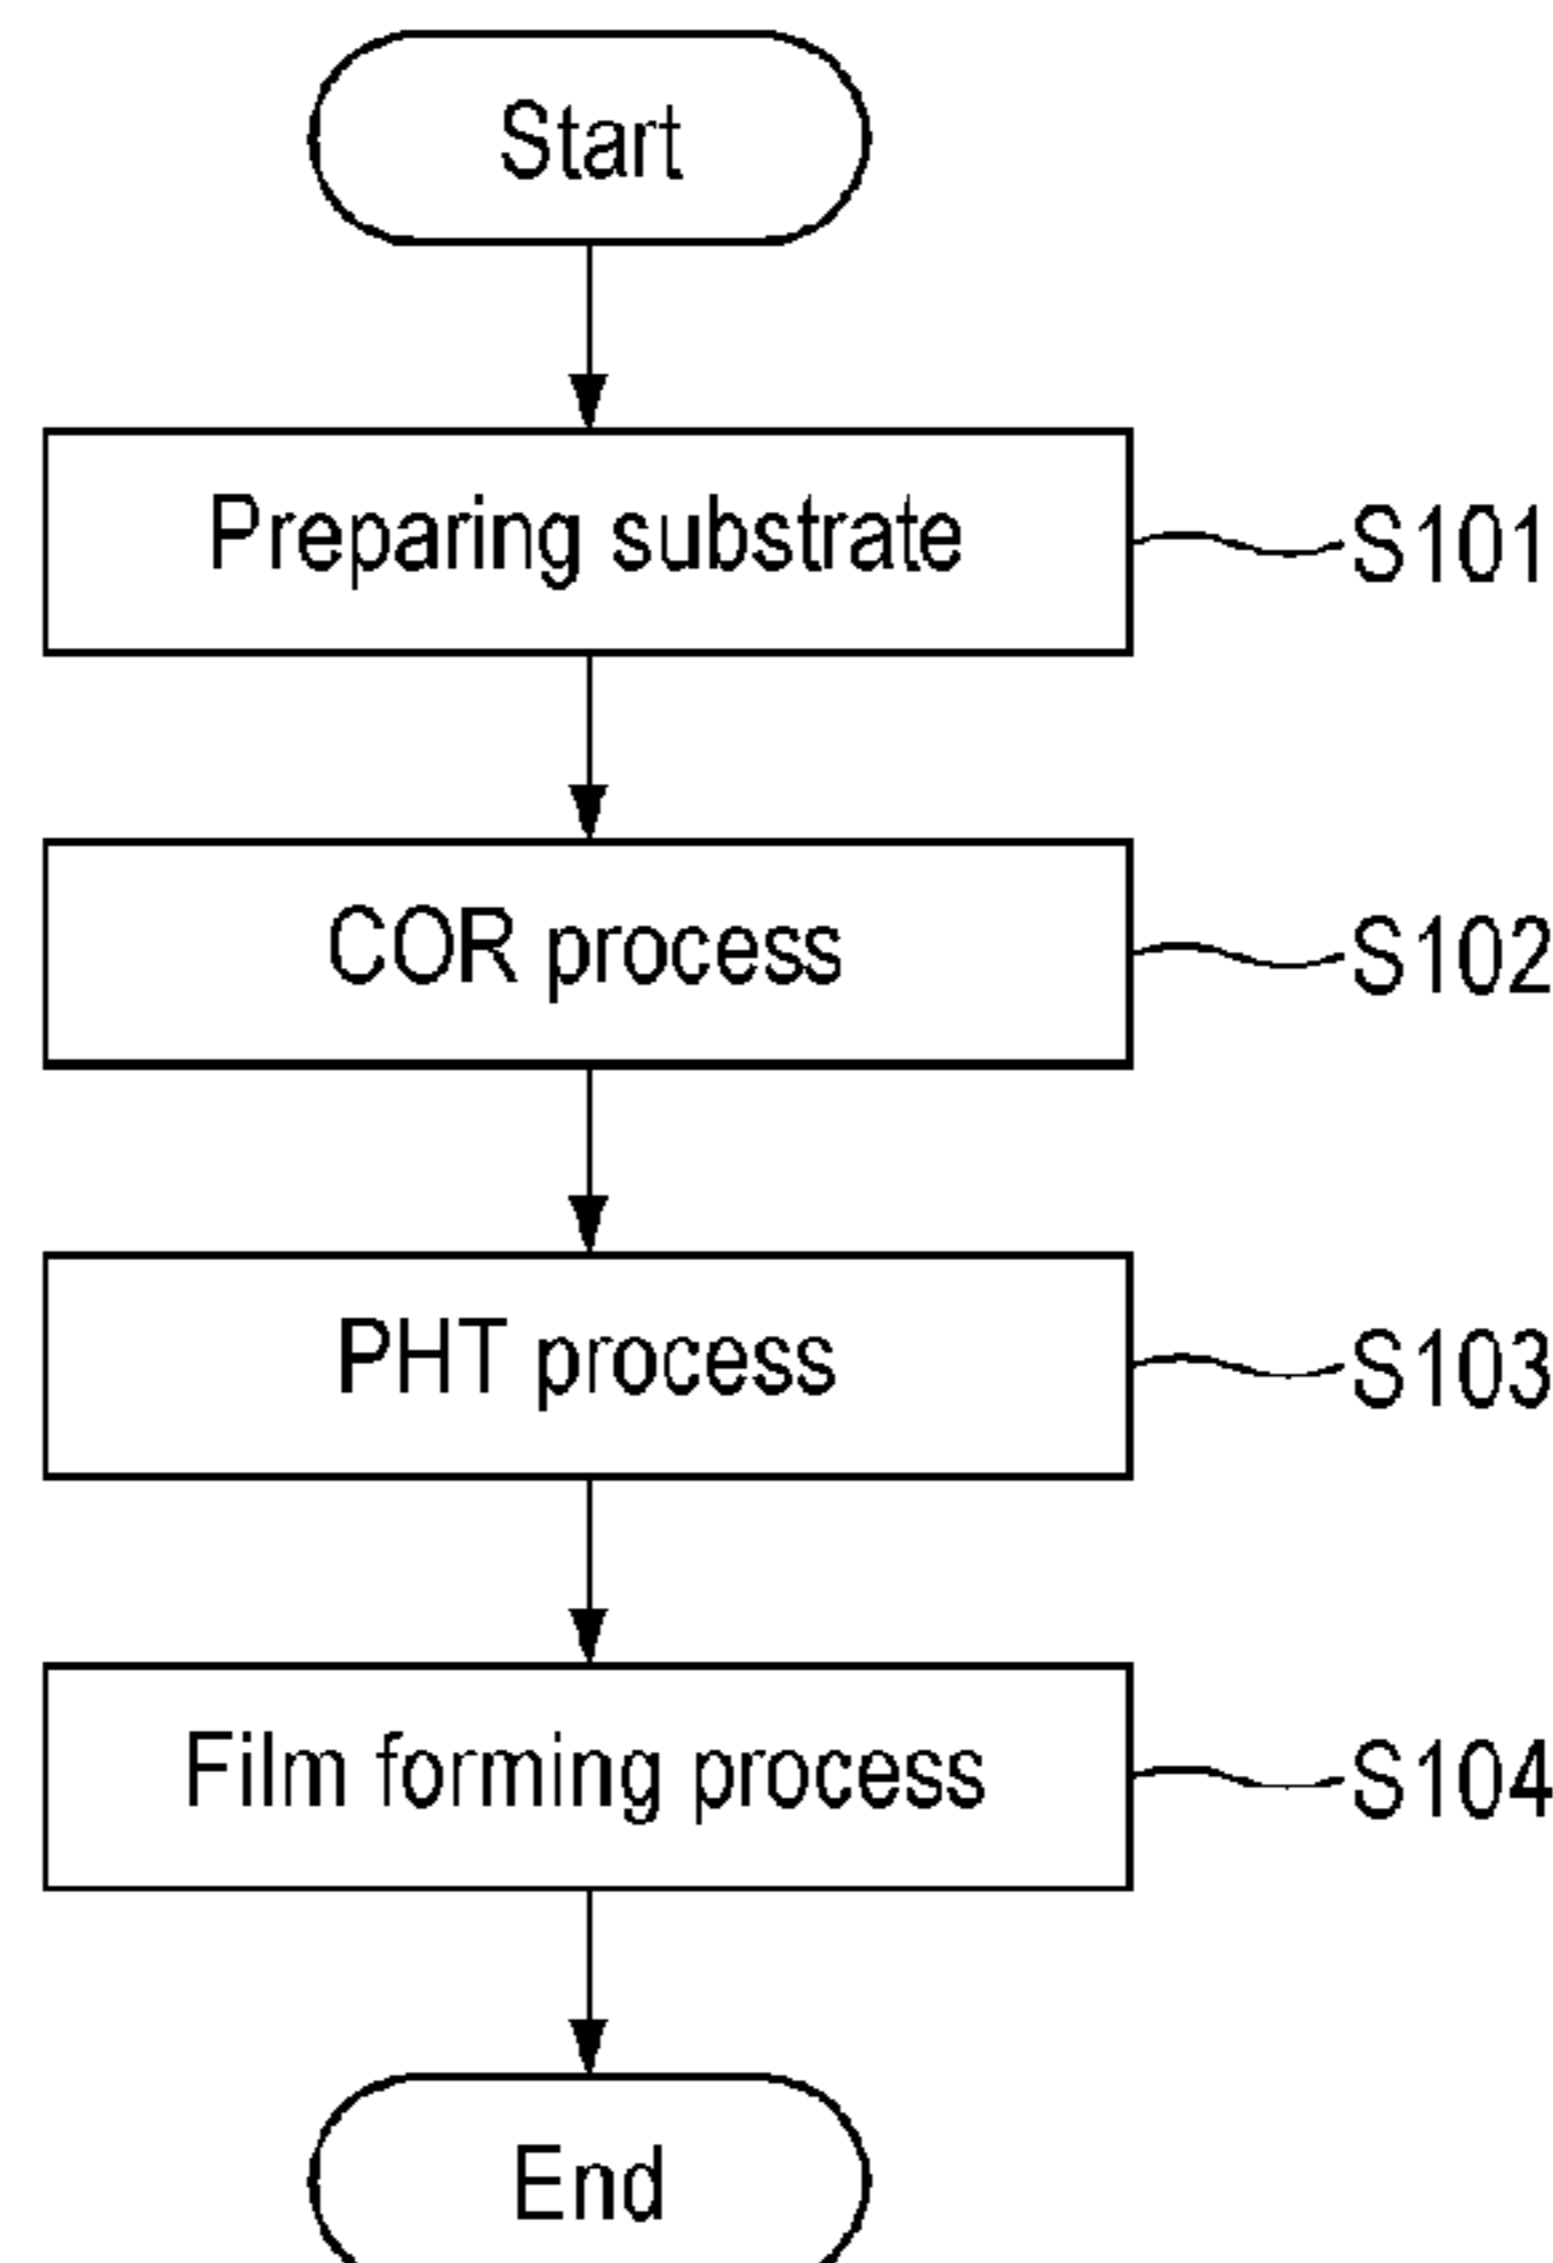 Start
Preparing substrate
S101
COR process
S102
PHT process
S103
Film forming process
S104
End